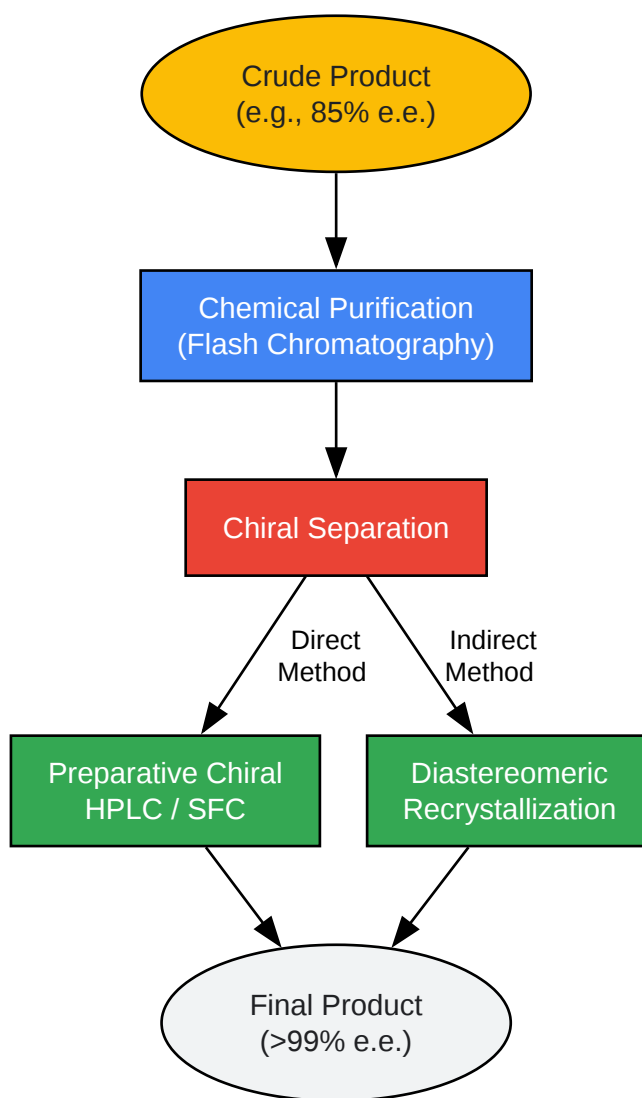 Crude Product
(e.g., 85% e.e.)
Chemical Purification
(Flash Chromatography)
Chiral Separation
Direct
Method
Indirect
Method
Preparative Chiral
HPLC / SFC
Diastereomeric
Recrystallization
Final Product
(>99% e.e.)